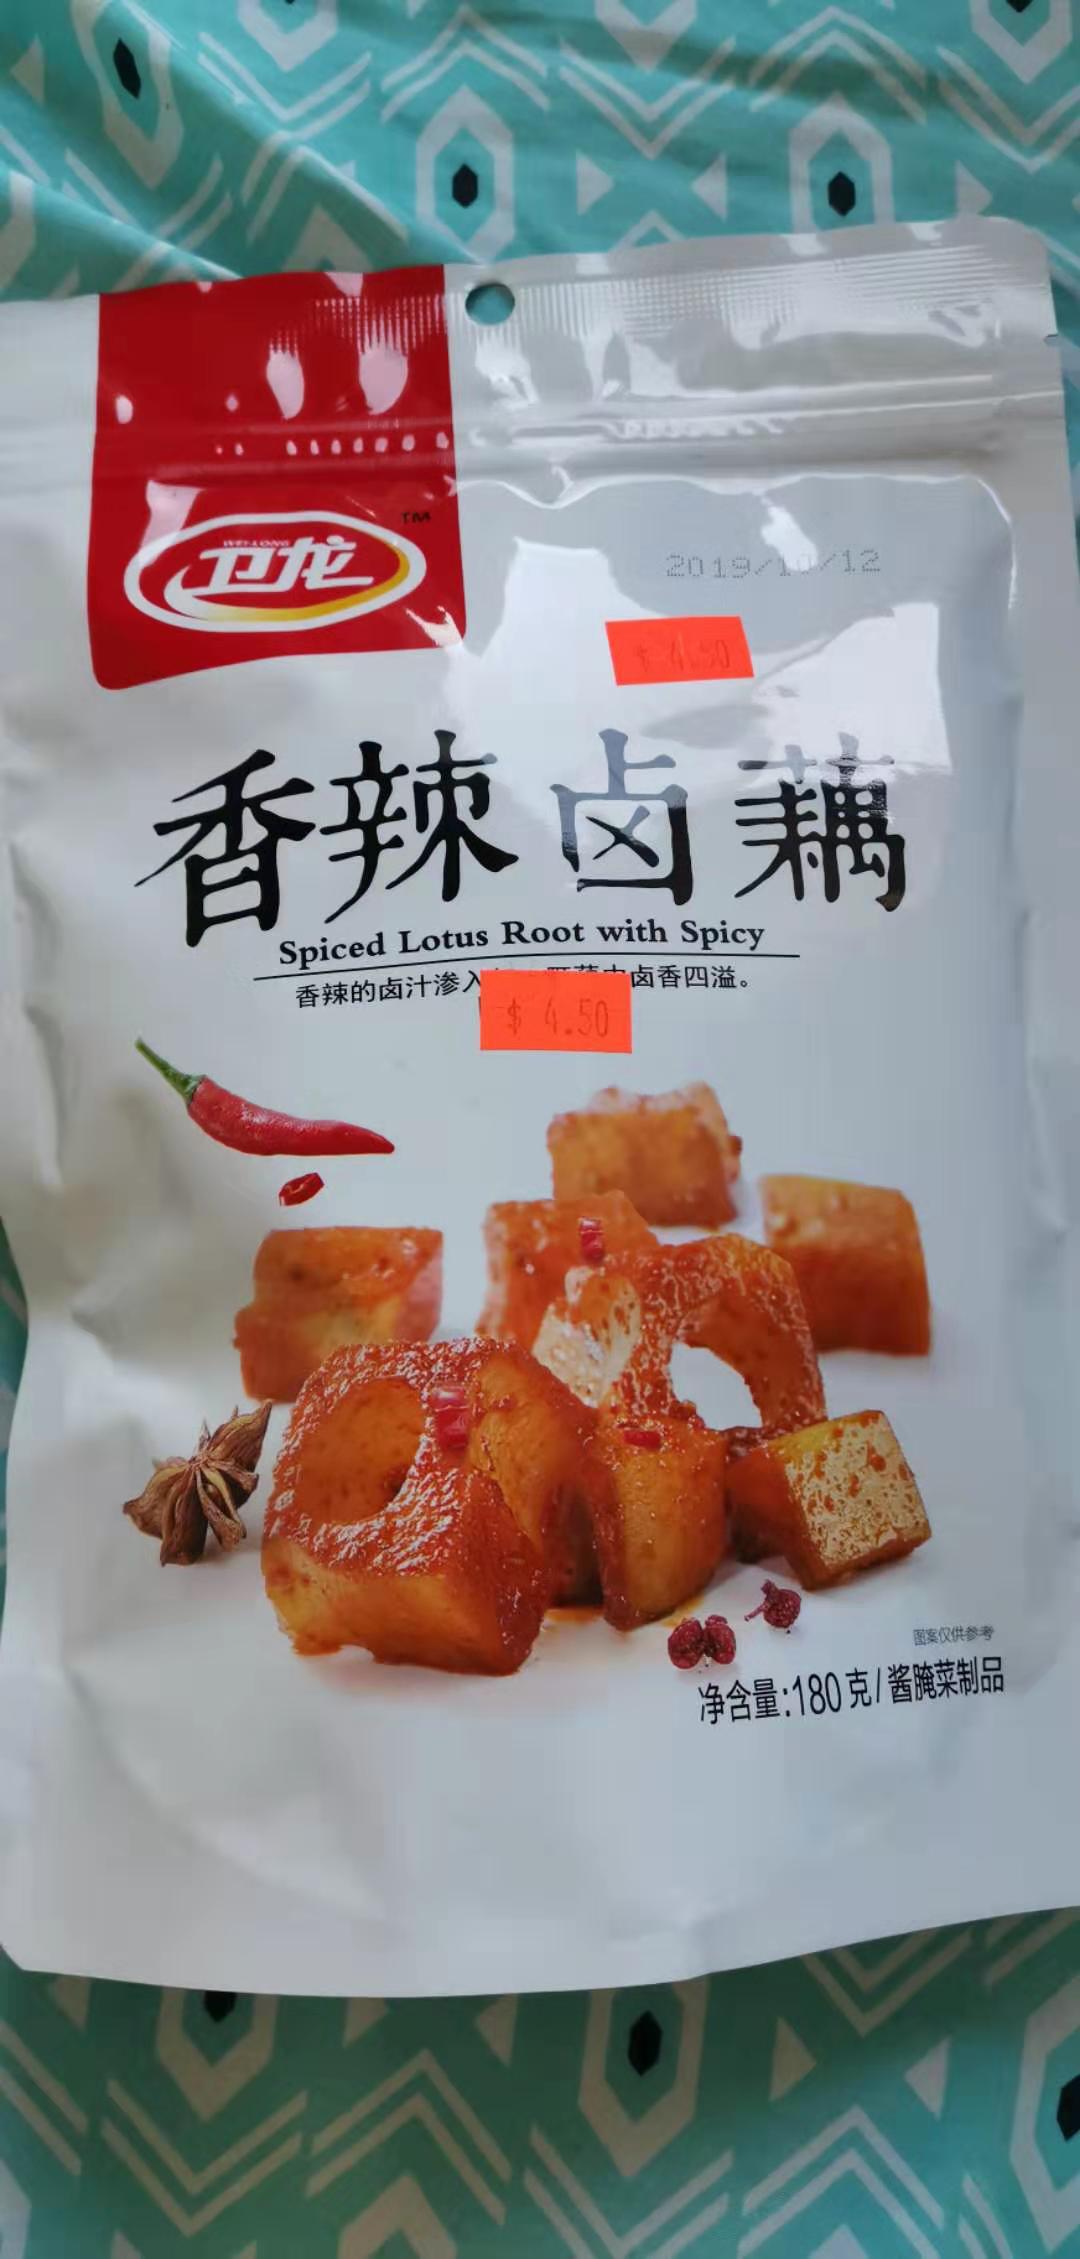 TM
WEI-LONG
卫龙
2019/10/12
$ 4.50
香辣卤藕
Spiced Lotus Root with Spicy
香辣的卤汁渗入 卤香四溢。
$ 4.50
图案仅供参考
净含量:180克/酱腌菜制品